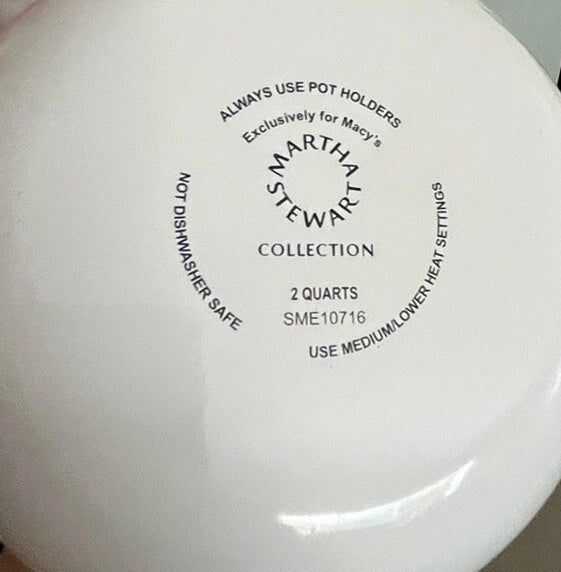 ALWAYS USE POT HOLDERS
Exclusively for Macy's
MARTHA
STEWART
COLLECTION
NOT DISHWASHER SAFE
2 QUARTS
SME10716
USE MEDIUM/LOWER HEAT SETTINGS